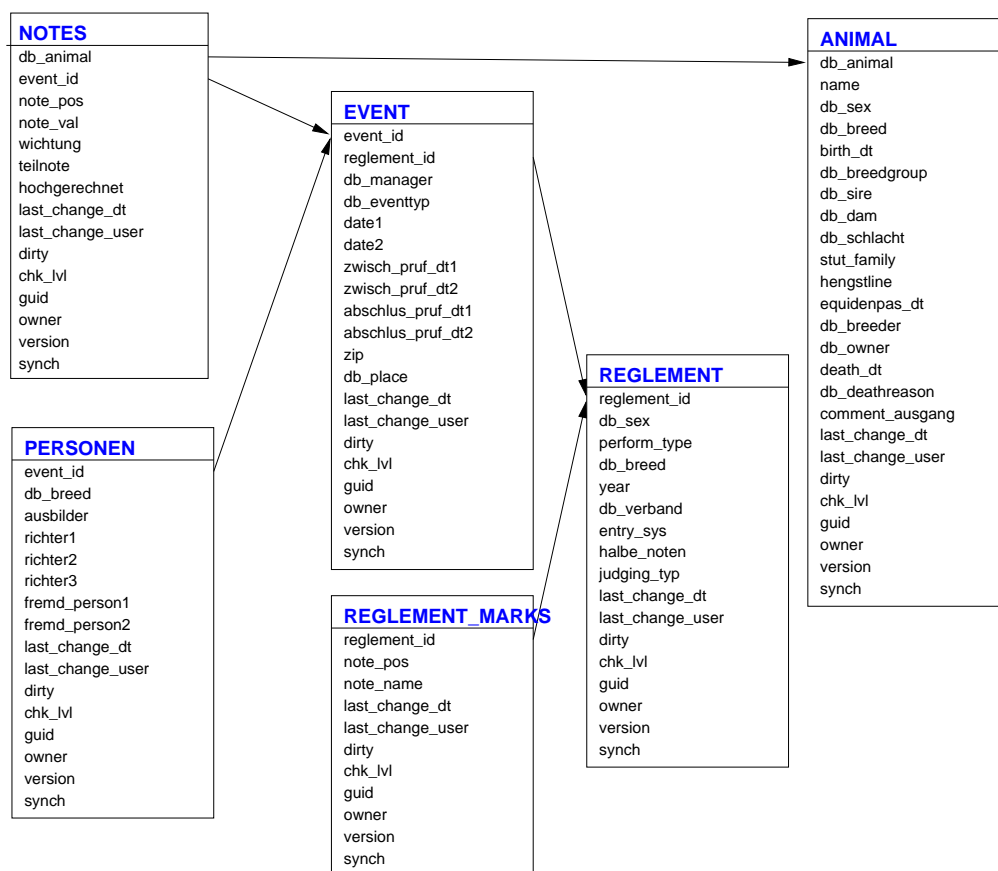 NOTES
db_animal
event_id
note_pos
note_val
wichtung
teilnote
hochgerechnet
last_change_dt
last_change_user
dirty
chk_lvl
guid
owner
version
synch
PERSONEN
event_id
db_breed
ausbilder
richter1
richter2
richter3
fremd_person1
fremd_person2
last_change_dt
last_change_user
dirty
chk_lvl
guid
owner
version
synch
EVENT
event_id
reglement_id
db_manager
db_eventtyp
date1
date2
zwisch_pruf_dt1
zwisch_pruf_dt2
abschlus_pruf_dt1
abschlus_pruf_dt2
zip
db_place
last_change_dt
last_change_user
dirty
chk_lvl
guid
owner
version
synch
REGLEMENT_MARKS
reglement_id
note_pos
note_name
last_change_dt
last_change_user
dirty
chk_lvl
guid
owner
version
synch
REGLEMENT
reglement_id
db_sex
perform_type
db_breed
year
db_verband
entry_sys
halbe_noten
judging_typ
last_change_dt
last_change_user
dirty
chk_lvl
guid
owner
version
synch
ANIMAL
db_animal
name
db_sex
db_breed
birth_dt
db_breedgroup
db_sire
db_dam
db_schlacht
stut_family
hengstline
equidenpas_dt
db_breeder
db_owner
death_dt
db_deathreason
comment_ausgang
last_change_dt
last_change_user
dirty
chk_lvl
guid
owner
version
synch